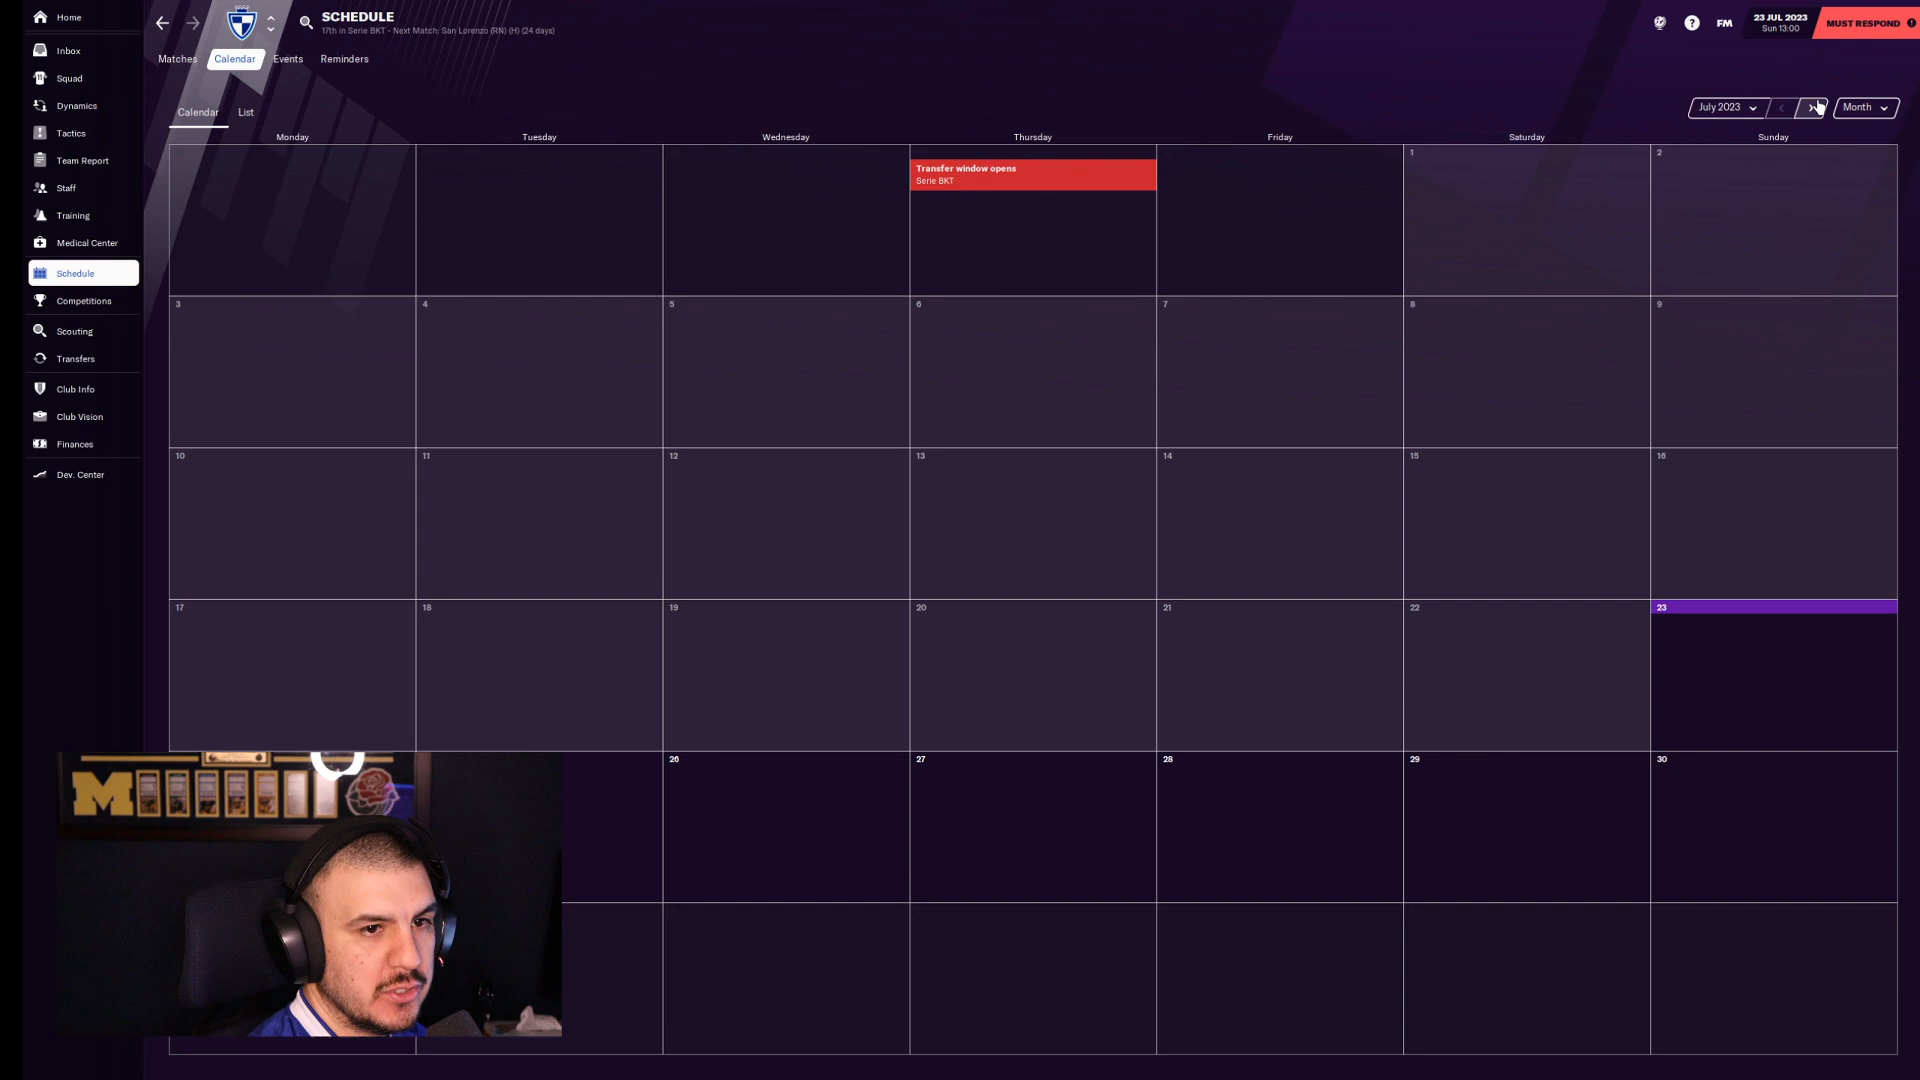 Home
Inbox
Squad
Dynamics
Tactics
Team Report
Staff
Training
Medical Center
Schedule
Competitions
Scouting
Transfers
Club Info
Club Vision
Finances
Dev. Center
SCHEDULE
17th in Serie BKT - Next Match: San Lorenzo (RN) (H) (24 days)
FM
23 JUL 2023
Sun 13:00
MUST RESPOND
Matches
Calendar
Events
Reminders
Calendar
List
July 2023
Month
Monday
Tuesday
Wednesday
Thursday
Friday
Saturday
Sunday
Transfer window opens
Serie BKT
1
2
3
4
5
6
7
8
9
10
11
12
13
14
15
16
17
18
19
20
21
22
23
26
27
28
29
30
M